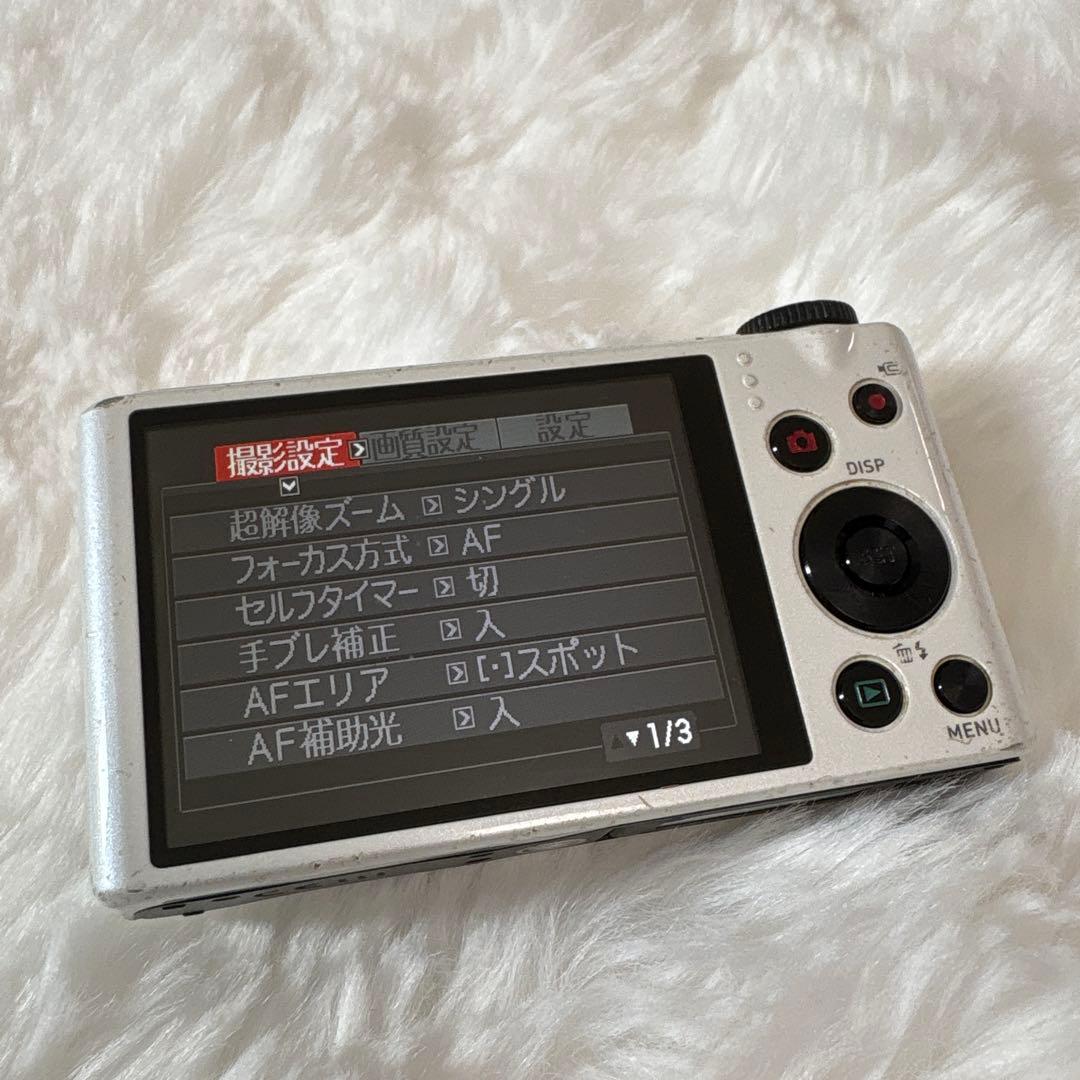 撮影設定 画質設定 設定
超解像ズーム シングル
フォーカス方式 AF
セルフタイマー 切
手ブレ補正 入
AFエリア [・]スポット
AF補助光 入
1/3
DISP
SET
MENU